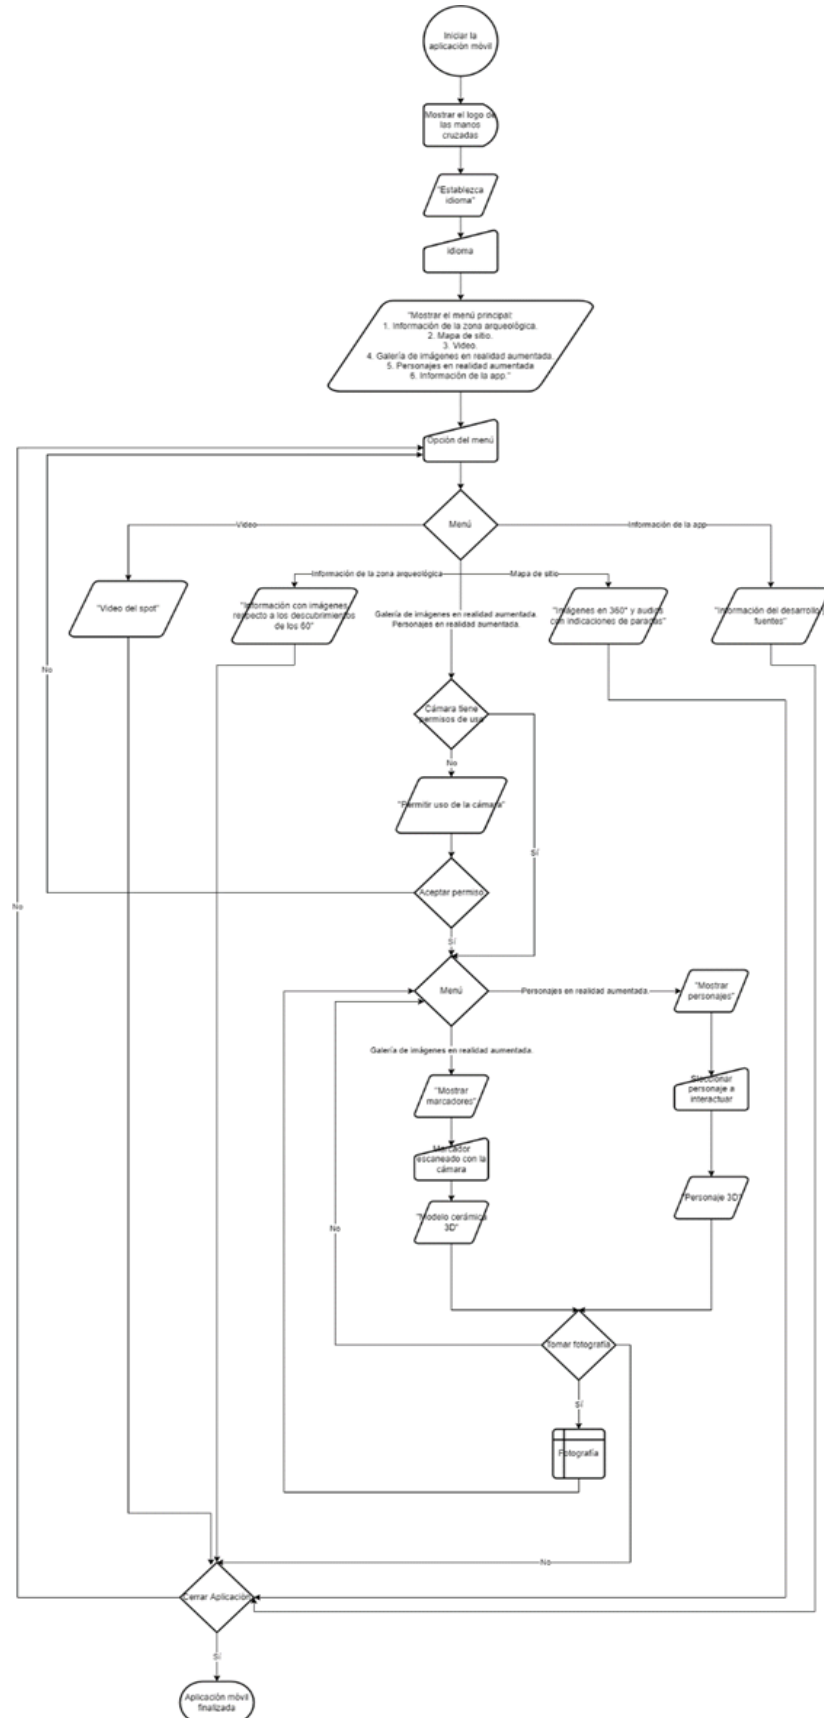 Iniciar la
aplicación móvil
Mostrar el logo de
las manos
cruzadas
"Establezca
idioma"
idioma
"Mostrar el menú principal:
1. Información de la zona arqueológica.
2. Mapa de sitio.
3. Video.
4. Galería de imágenes en realidad aumentada.
5. Personajes en realidad aumentada
6. Información de la app."
Opción del menú
Menú
Video
Información de la app
Información de la zona arqueológica
Mapa de sitio
"Video del spot"
"Información con imágenes
respecto a los descubrimientos
de los 60"
Galería de imágenes en realidad aumentada.
Personajes en realidad aumentada.
"Imágenes en 360° y audios
con indicaciones de paradas"
"Información del desarrollo y
fuentes"
No
Cámara tiene
permisos de uso
No
"Permitir uso de la cámara"
Sí
Aceptar permiso
No
Sí
Menú
Personajes en realidad aumentada.
"Mostrar
personajes"
Galería de imágenes en realidad aumentada.
"Mostrar
marcadores"
Sleccionar
personaje a
interactuar
Marcador
escaneado con la
cámara
"Personaje 3D"
"Modelo cerámica
3D"
No
Tomar fotografía
Sí
Fotografía
No
Cerrar Aplicación
Sí
Aplicación móvil
finalizada